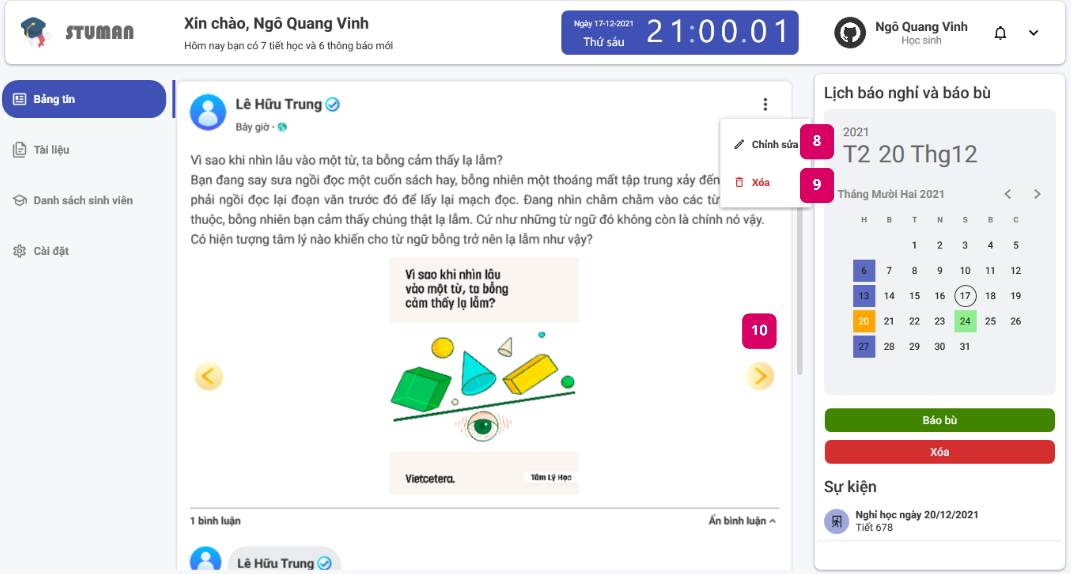 STUMAN
Xin chào, Ngô Quang Vinh
Hôm nay bạn có 7 tiết học và 6 thông báo mới
Ngày 17-12-2021
Thứ sáu
21:00.01
Ngô Quang Vinh
Học sinh
Bảng tin
Tài liệu
Danh sách sinh viên
Cài đặt
Lê Hữu Trung
Bây giờ ·
Chỉnh sửa
8
Xóa
9
Vì sao khi nhìn lâu vào một từ, ta bỗng cảm thấy lạ lẫm?
Bạn đang say sưa ngồi đọc một cuốn sách hay, bỗng nhiên một thoáng mất tập trung xảy đến
phải ngồi đọc lại đoạn văn trước đó để lấy lại mạch đọc. Đang nhìn chằm chằm vào các từ
thuộc, bỗng nhiên bạn cảm thấy chúng thật lạ lẫm. Cứ như những từ ngữ đó không còn là chính nó vậy.
Có hiện tượng tâm lý nào khiến cho từ ngữ bỗng trở nên lạ lẫm như vậy?
Vì sao khi nhìn lâu
vào một từ, ta bỗng
cảm thấy lạ lẫm?
10
Vietcetera.
Tâm Lý Học
1 bình luận
Ẩn bình luận
Lê Hữu Trung
Lịch báo nghỉ và báo bù
2021
T2 20 Thg12
Tháng Mười Hai 2021
H B T N S B C
1 2 3 4 5
6 7 8 9 10 11 12
13 14 15 16 17 18 19
20 21 22 23 24 25 26
27 28 29 30 31
Báo bù
Xóa
Sự kiện
Nghỉ học ngày 20/12/2021
Tiết 678